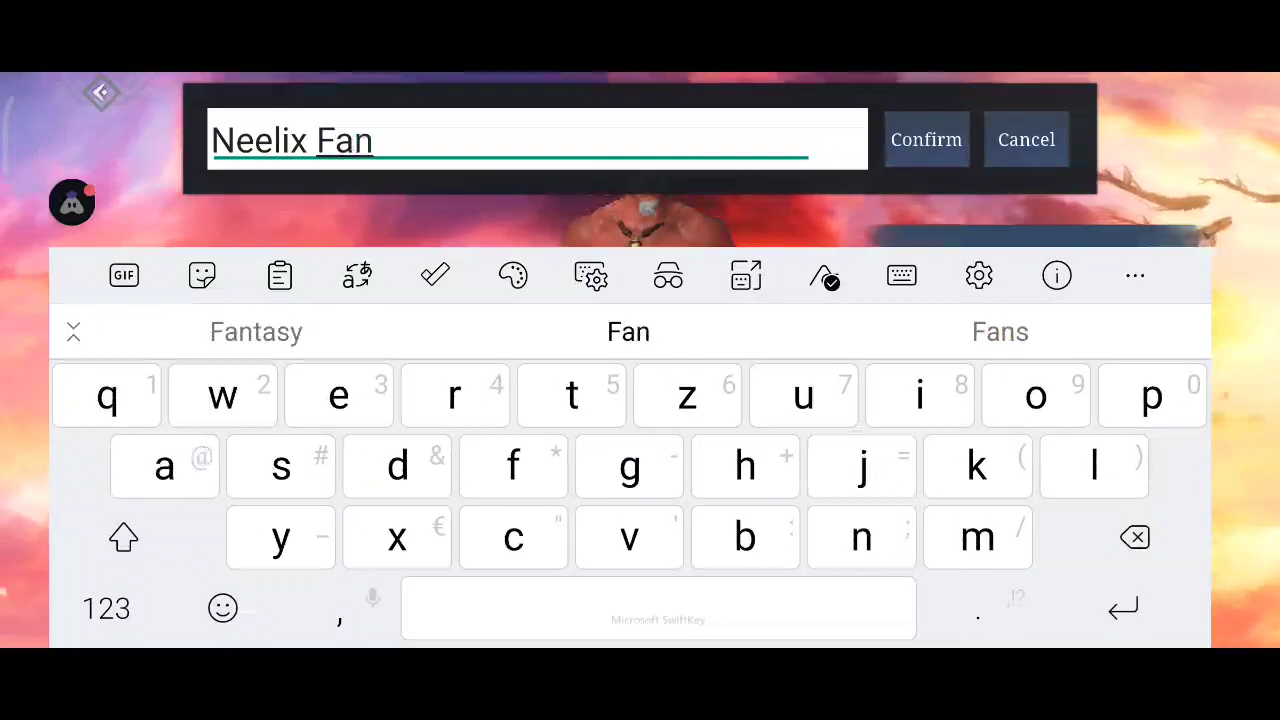 Neelix Fan
Confirm
Cancel
GIF
Fantasy
Fan
Fans
q 1 w 2 e 3 r 4 t 5 z 6 u 7 i 8 o 9 p 0
a @ s # d & f * g - h + j = k ( l )
y _ x € c " v ' b : n ; m /
123 , Microsoft SwiftKey . ,!?